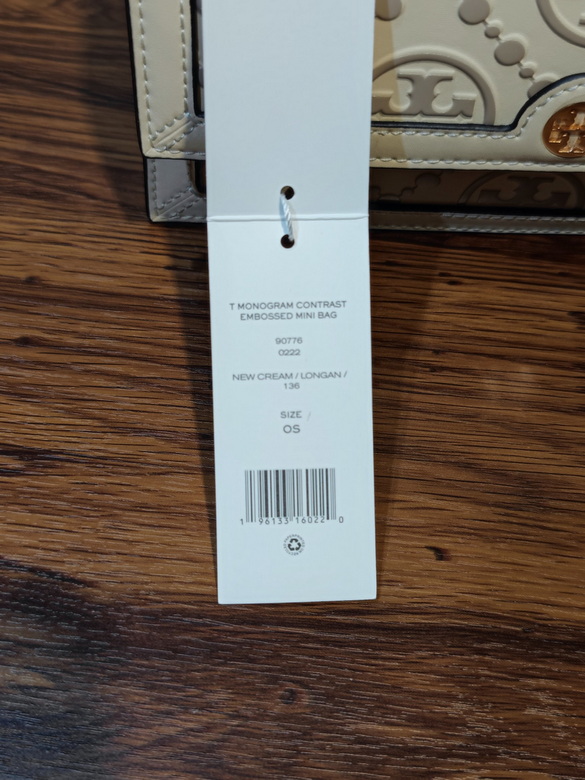 T MONOGRAM CONTRAST
EMBOSSED MINI BAG
90776
0222
NEW CREAM / LONGAN /
136
SIZE /
OS
1 96133 16022 0